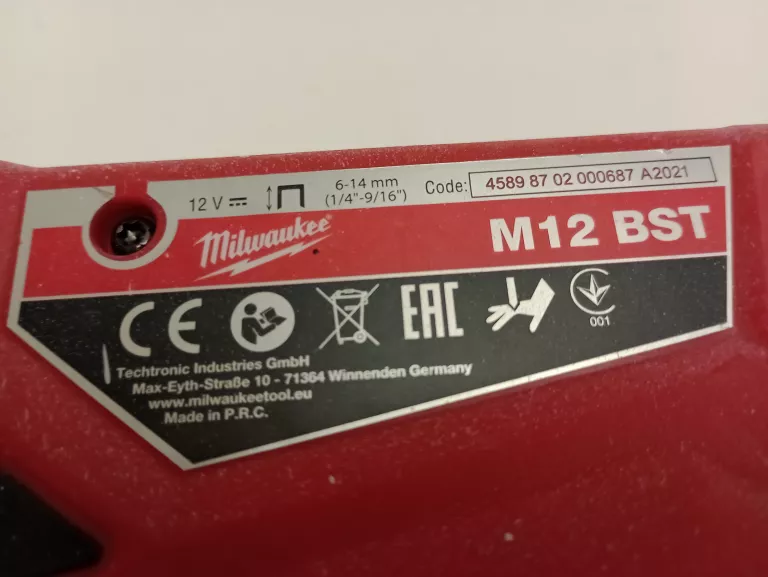 12 V
6-14 mm
(1/4"-9/16")
Code: 4589 87 02 000687 A2021
Milwaukee
M12 BST
CE
EAC
001
Techtronic Industries GmbH
Max-Eyth-Straße 10 - 71364 Winnenden Germany
www.milwaukeetool.eu
Made in P.R.C.